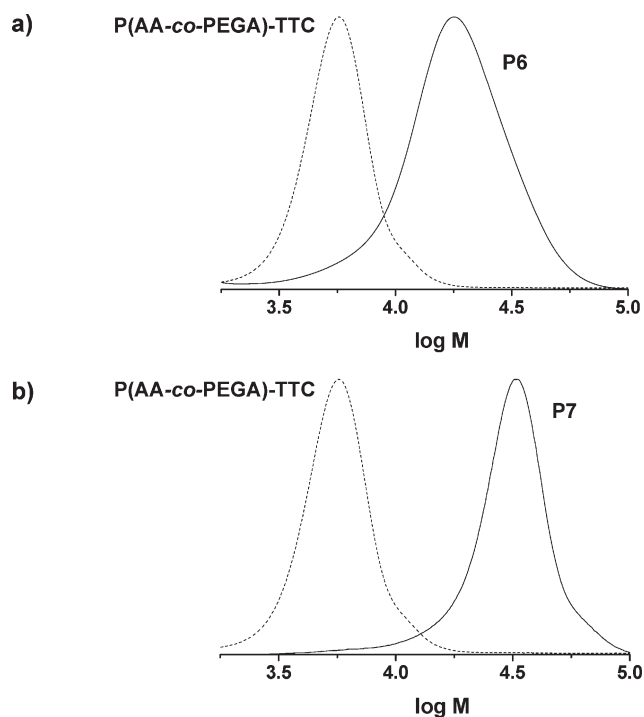 a)
P(AA-co-PEGA)-TTC
P6
3.5 4.0 4.5 5.0
log M
b)
P(AA-co-PEGA)-TTC
P7
3.5 4.0 4.5 5.0
log M